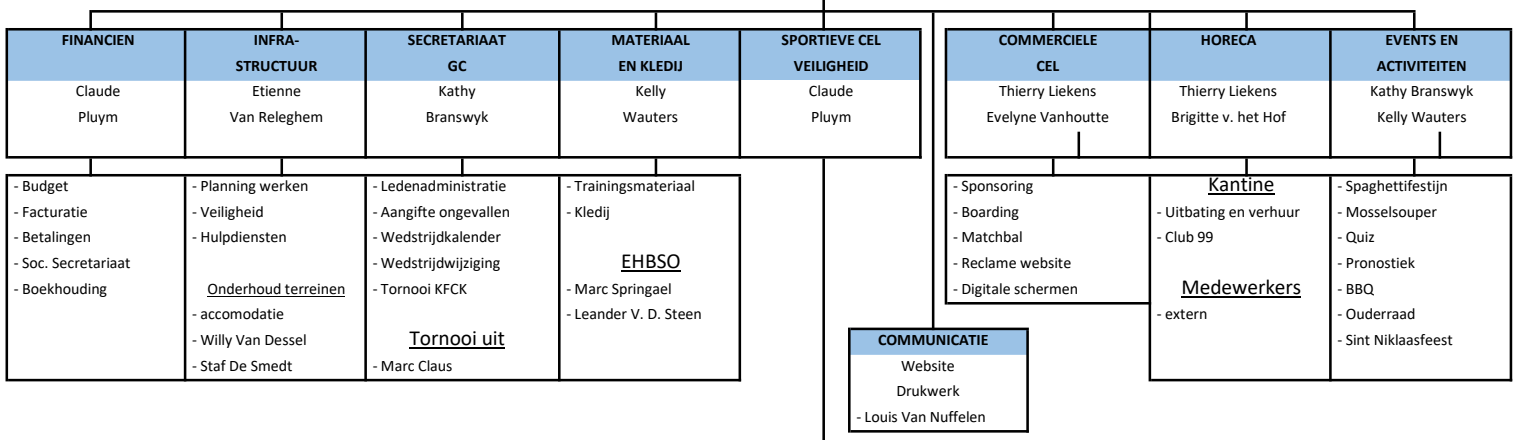 FINANCIEN
Claude
Pluym
- Budget
- Facturatie
- Betalingen
- Soc. Secretariaat
- Boekhouding
INFRA-
STRUCTUUR
Etienne
Van Releghem
- Planning werken
- Veiligheid
- Hulpdiensten
Onderhoud terreinen
- accomodatie
- Willy Van Dessel
- Staf De Smedt
SECRETARIAAT
GC
Kathy
Branswyk
- Ledenadministratie
- Aangifte ongevallen
- Wedstrijdkalender
- Wedstrijdwijziging
- Tornooi KFCK
Tornooi uit
- Marc Claus
MATERIAAL
EN KLEDIJ
Kelly
Wauters
- Trainingsmateriaal
- Kledij
EHBSO
- Marc Springael
- Leander V. D. Steen
SPORTIEVE CEL
VEILIGHEID
Claude
Pluym
COMMUNICATIE
Website
Drukwerk
- Louis Van Nuffelen
COMMERCIELE
CEL
Thierry Liekens
Evelyne Vanhoutte
- Sponsoring
- Boarding
- Matchbal
- Reclame website
- Digitale schermen
HORECA
Thierry Liekens
Brigitte v. het Hof
Kantine
- Uitbating en verhuur
- Club 99
Medewerkers
- extern
EVENTS EN
ACTIVITEITEN
Kathy Branswyk
Kelly Wauters
- Spaghettifestijn
- Mosselsouper
- Quiz
- Pronostiek
- BBQ
- Ouderraad
- Sint Niklaasfeest